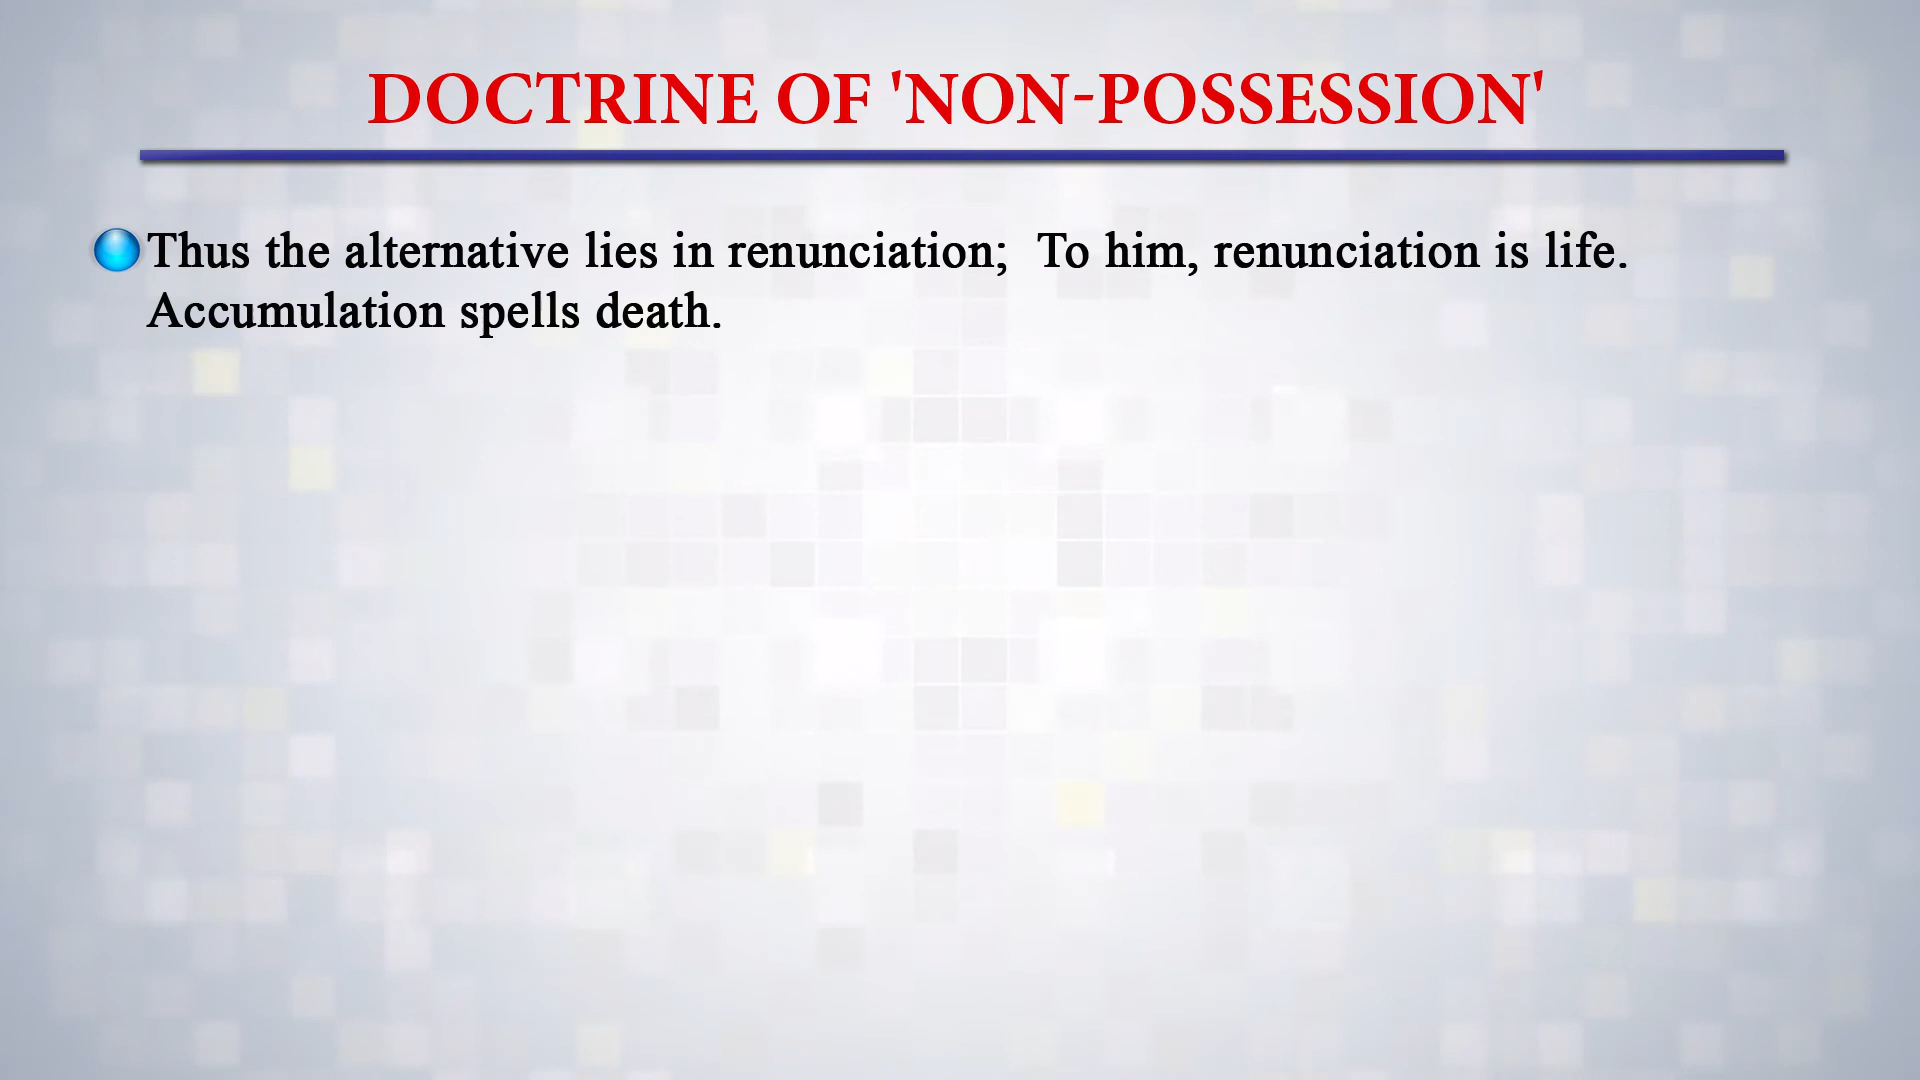 DOCTRINE OF 'NON-POSSESSION'
Thus the alternative lies in renunciation;  To him, renunciation is life.
Accumulation spells death.